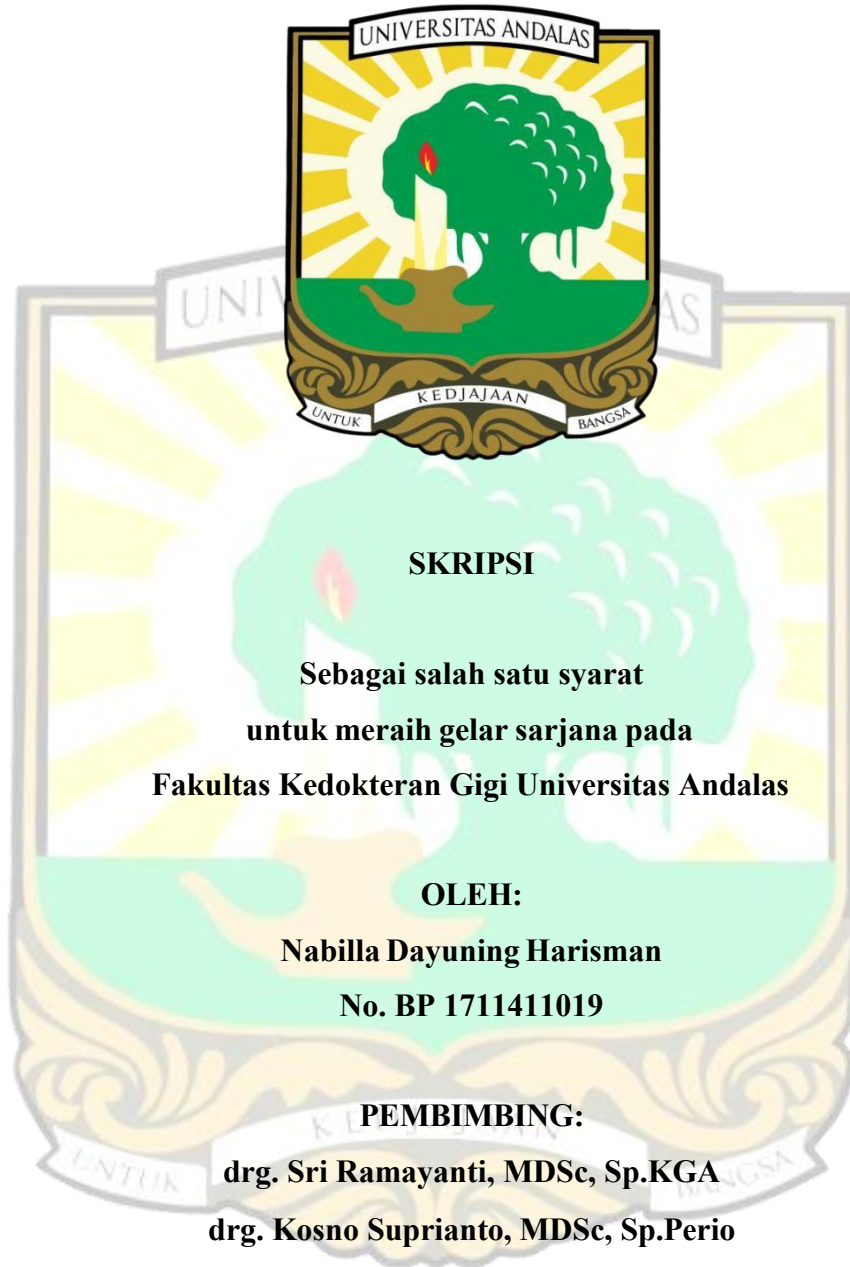 UNIVERSITAS ANDALAS
UNTUK KEDJAJAAN BANGSA
SKRIPSI
Sebagai salah satu syarat
untuk meraih gelar sarjana pada
Fakultas Kedokteran Gigi Universitas Andalas
OLEH:
Nabilla Dayuning Harisman
No. BP 1711411019
PEMBIMBING:
drg. Sri Ramayanti, MDSc, Sp.KGA
drg. Kosno Suprianto, MDSc, Sp.Perio